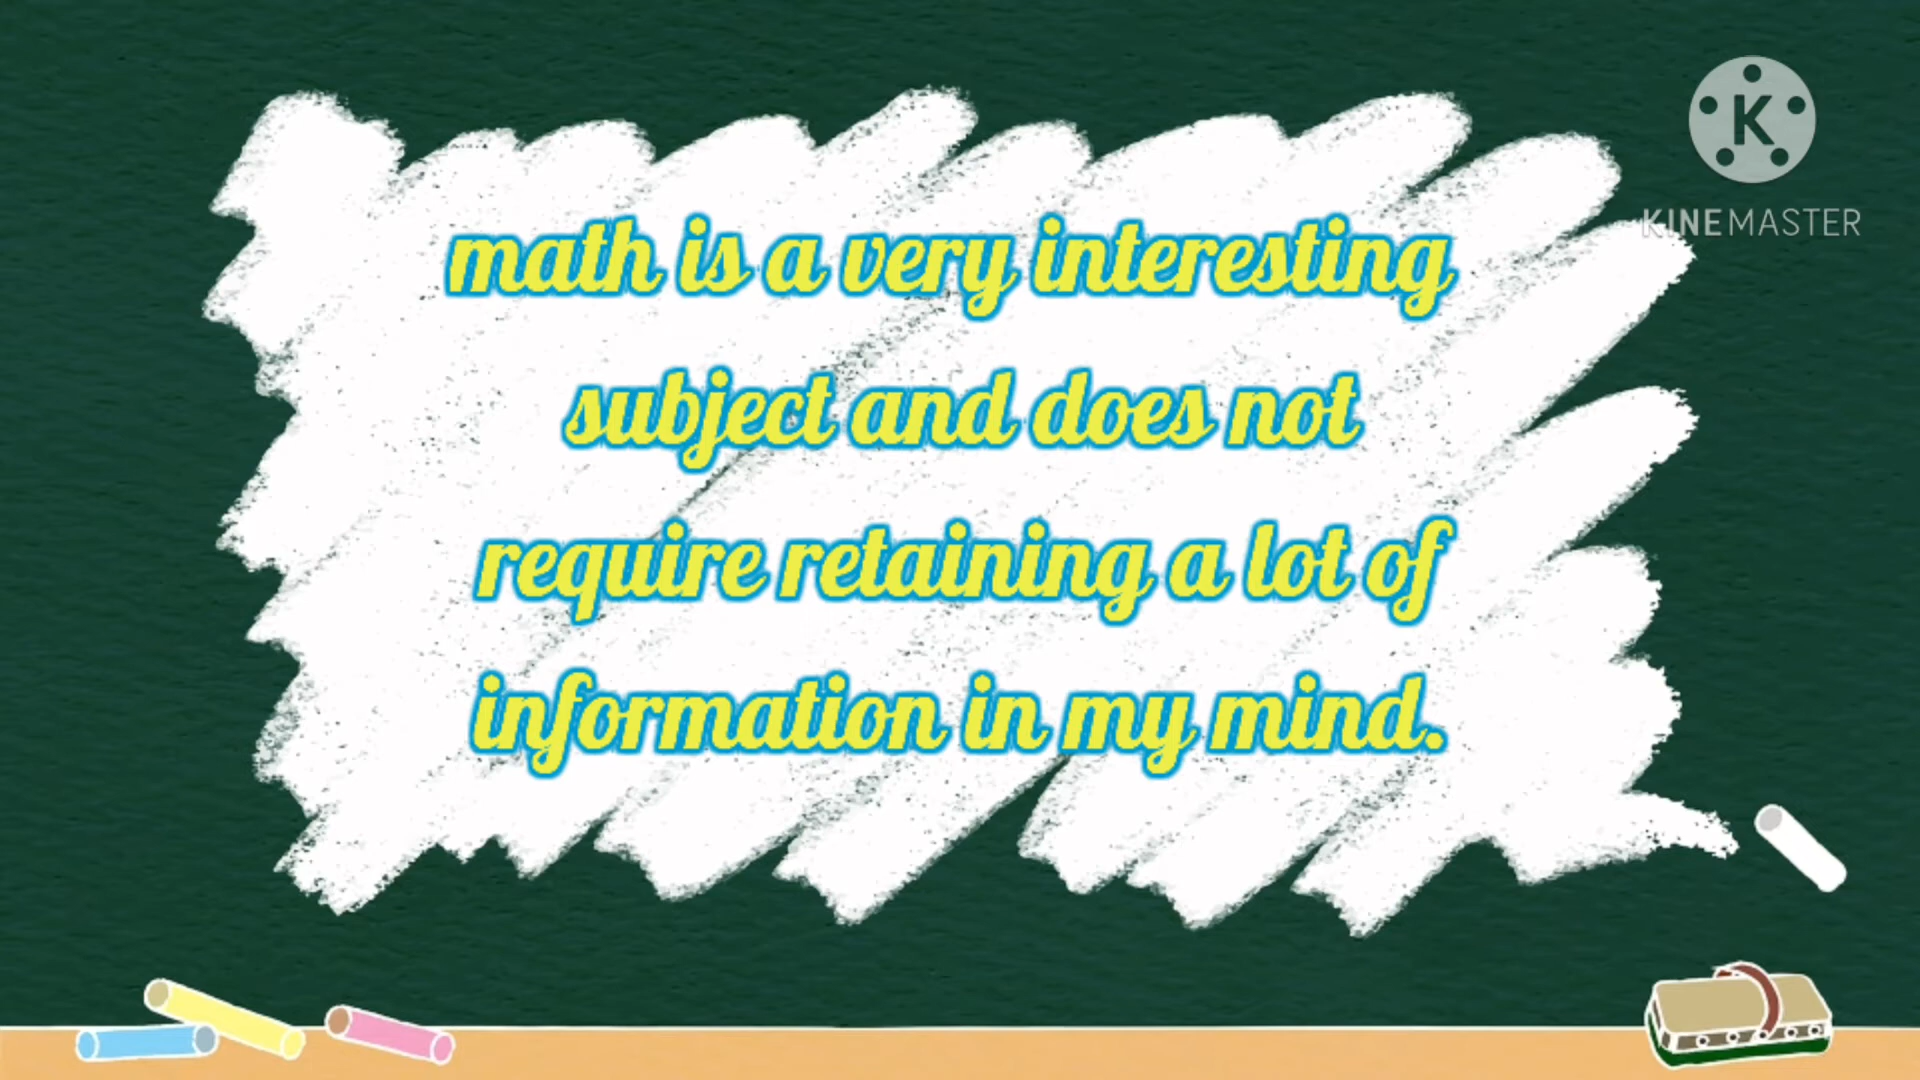 K
KINEMASTER
math is a very interesting
subject and does not
require retaining a lot of
information in my mind.